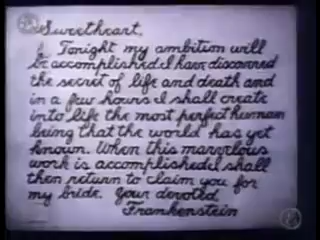 Sweetheart,
Tonight my ambition will
be accomplished. I have discovered
the secret of life and death and
in a few hours I shall create
into life the most perfect human
being that the world has yet
known. When this marvelous
work is accomplished I shall
then return to claim you for
my bride. Your devoted
Frankenstein